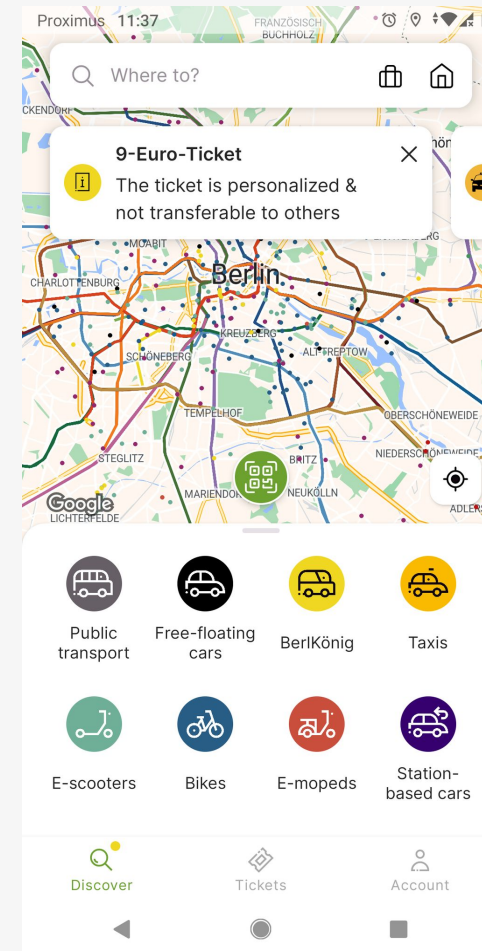 Proximus 11:37
FRANZÖSISCH
BUCHHOLZ
Where to?
9-Euro-Ticket
The ticket is personalized &
not transferable to others
MOABIT
Berlin
CHARLOTTENBURG
KREUZBERG
SCHÖNEBERG
ALT-TREPTOW
TEMPELHOF
OBERSCHÖNEWEIDE
STEGLITZ
BRITZ
NIEDERSCHÖNEWEIDE
Google
MARIENDOR
NEUKÖLLN
ADLER
LICHTERFELDE
Public
transport
Free-floating
cars
BerlKönig
Taxis
E-scooters
Bikes
E-mopeds
Station-
based cars
Discover
Tickets
Account